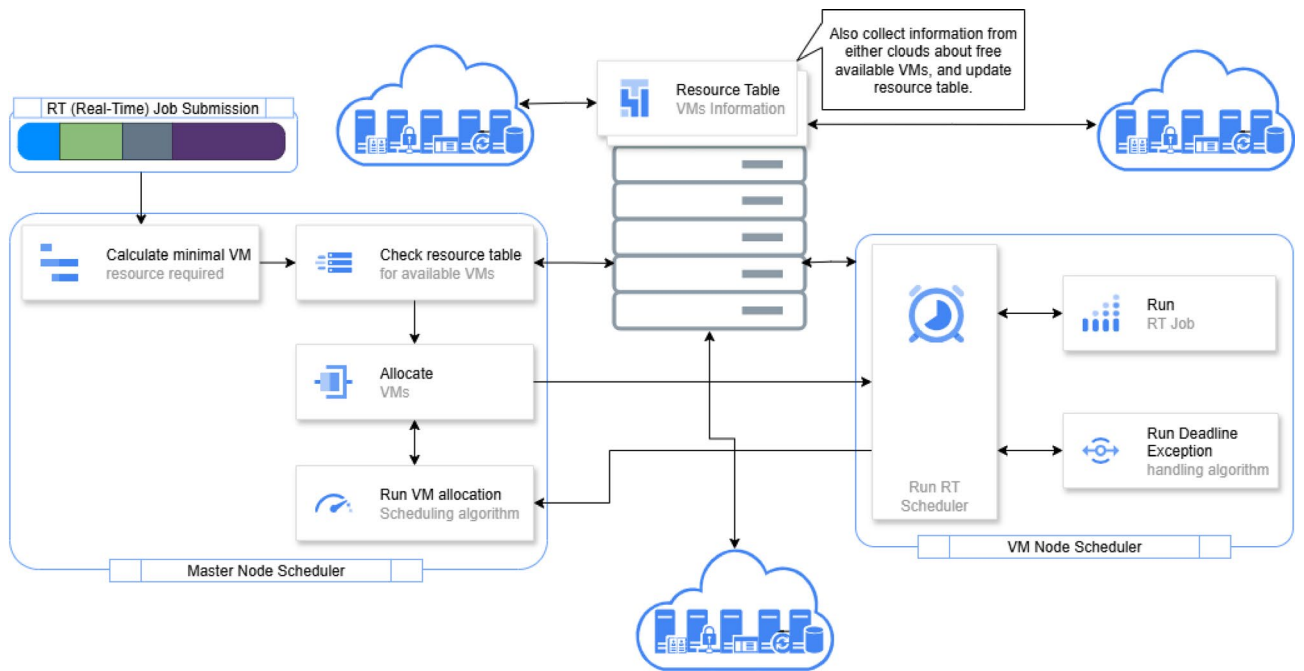 Also collect information from
either clouds about free
available VMs, and update
resource table.
Resource Table
VMs Information
RT (Real-Time) Job Submission
Calculate minimal VM
resource required
Check resource table
for available VMs
Allocate
VMs
Run VM allocation
Scheduling algorithm
Master Node Scheduler
Run RT
Scheduler
Run
RT Job
Run Deadline
Exception
handling algorithm
VM Node Scheduler